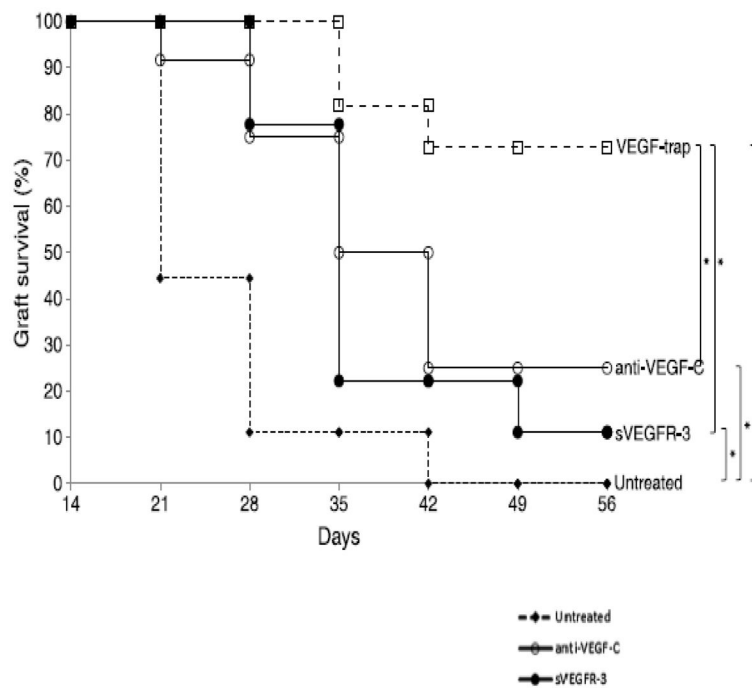 100
90
80
70
60
50
40
30
20
10
0
Graft survival (%)
14 21 28 35 42 49 56
Days
VEGF-trap
anti-VEGF-C
sVEGFR-3
Untreated
* *
*
*
Untreated
anti-VEGF-C
sVEGFR-3